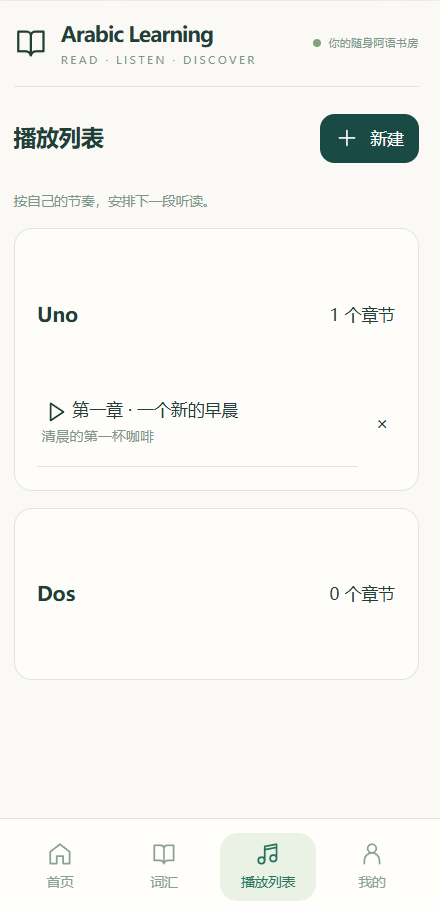 Arabic Learning
READ · LISTEN · DISCOVER
你的随身阿语书房
播放列表
新建
按自己的节奏，安排下一段听读。
Uno
1 个章节
第一章 · 一个新的早晨
清晨的第一杯咖啡
×
Dos
0 个章节
首页
词汇
播放列表
我的